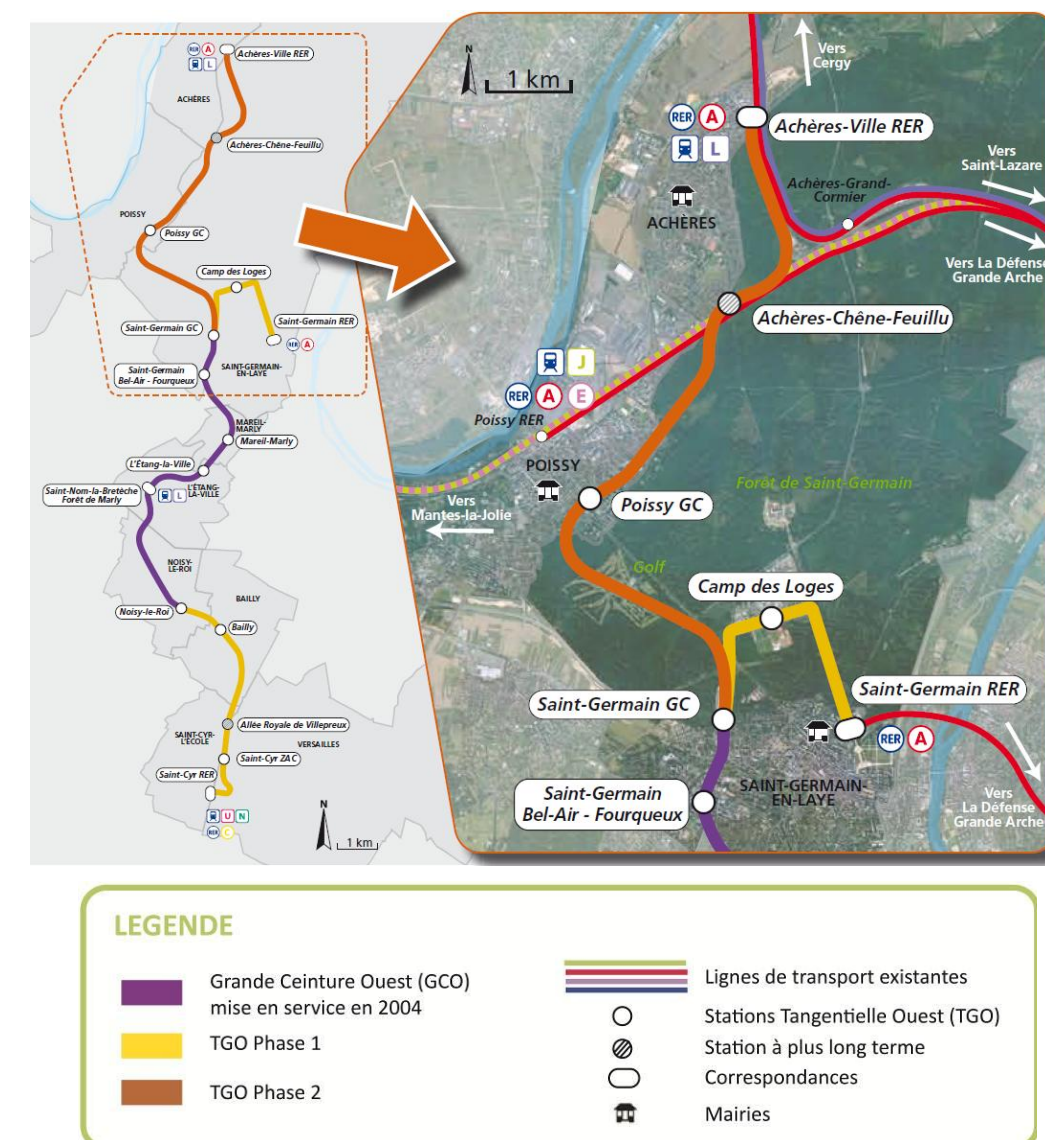 RER A
Achères-Ville RER
L
ACHÈRES
Achères-Chêne-Feuillu
POISSY
Poissy GC
Camp des Loges
Saint-Germain GC
Saint-Germain RER
RER A
Saint-Germain
Bel-Air - Fourqueux
SAINT-GERMAIN-
EN-LAYE
MAREIL-
MARLY
Mareil-Marly
L'Étang-la-Ville
Saint-Nom-la-Bretèche
Forêt de Marly
L
L'ÉTANG-
LA-VILLE
NOISY-
LE-ROI
BAILLY
Noisy-le-Roi
Bailly
Allée Royale de Villepreux
SAINT-CYR-
L'ÉCOLE
VERSAILLES
Saint-Cyr ZAC
Saint-Cyr RER
U N
RER C
N
1 km
N
1 km
Vers
Cergy
RER A
Achères-Ville RER
L
Vers
Saint-Lazare
Achères-Grand-
Cormier
ACHÈRES
Vers La Défense
Grande Arche
Achères-Chêne-Feuillu
J
RER A E
Poissy RER
POISSY
Forêt de Saint-Germain
Vers
Mantes-la-Jolie
Poissy GC
Golf
Camp des Loges
Saint-Germain RER
Saint-Germain GC
RER A
SAINT-GERMAIN-
EN-LAYE
Saint-Germain
Bel-Air - Fourqueux
Vers
La Défense
Grande Arche
LEGENDE
Grande Ceinture Ouest (GCO)
mise en service en 2004
TGO Phase 1
TGO Phase 2
Lignes de transport existantes
Stations Tangentielle Ouest (TGO)
Station à plus long terme
Correspondances
Mairies